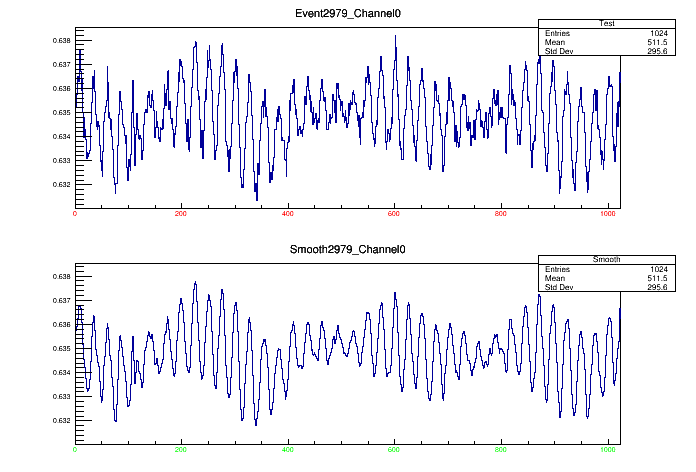 Event2979_Channel0
Test
Entries 1024
Mean 511.5
Std Dev 295.6
0.638
0.637
0.636
0.635
0.634
0.633
0.632
0 200 400 600 800 1000
Smooth2979_Channel0
Smooth
Entries 1024
Mean 511.5
Std Dev 295.6
0.638
0.637
0.636
0.635
0.634
0.633
0.632
0 200 400 600 800 1000